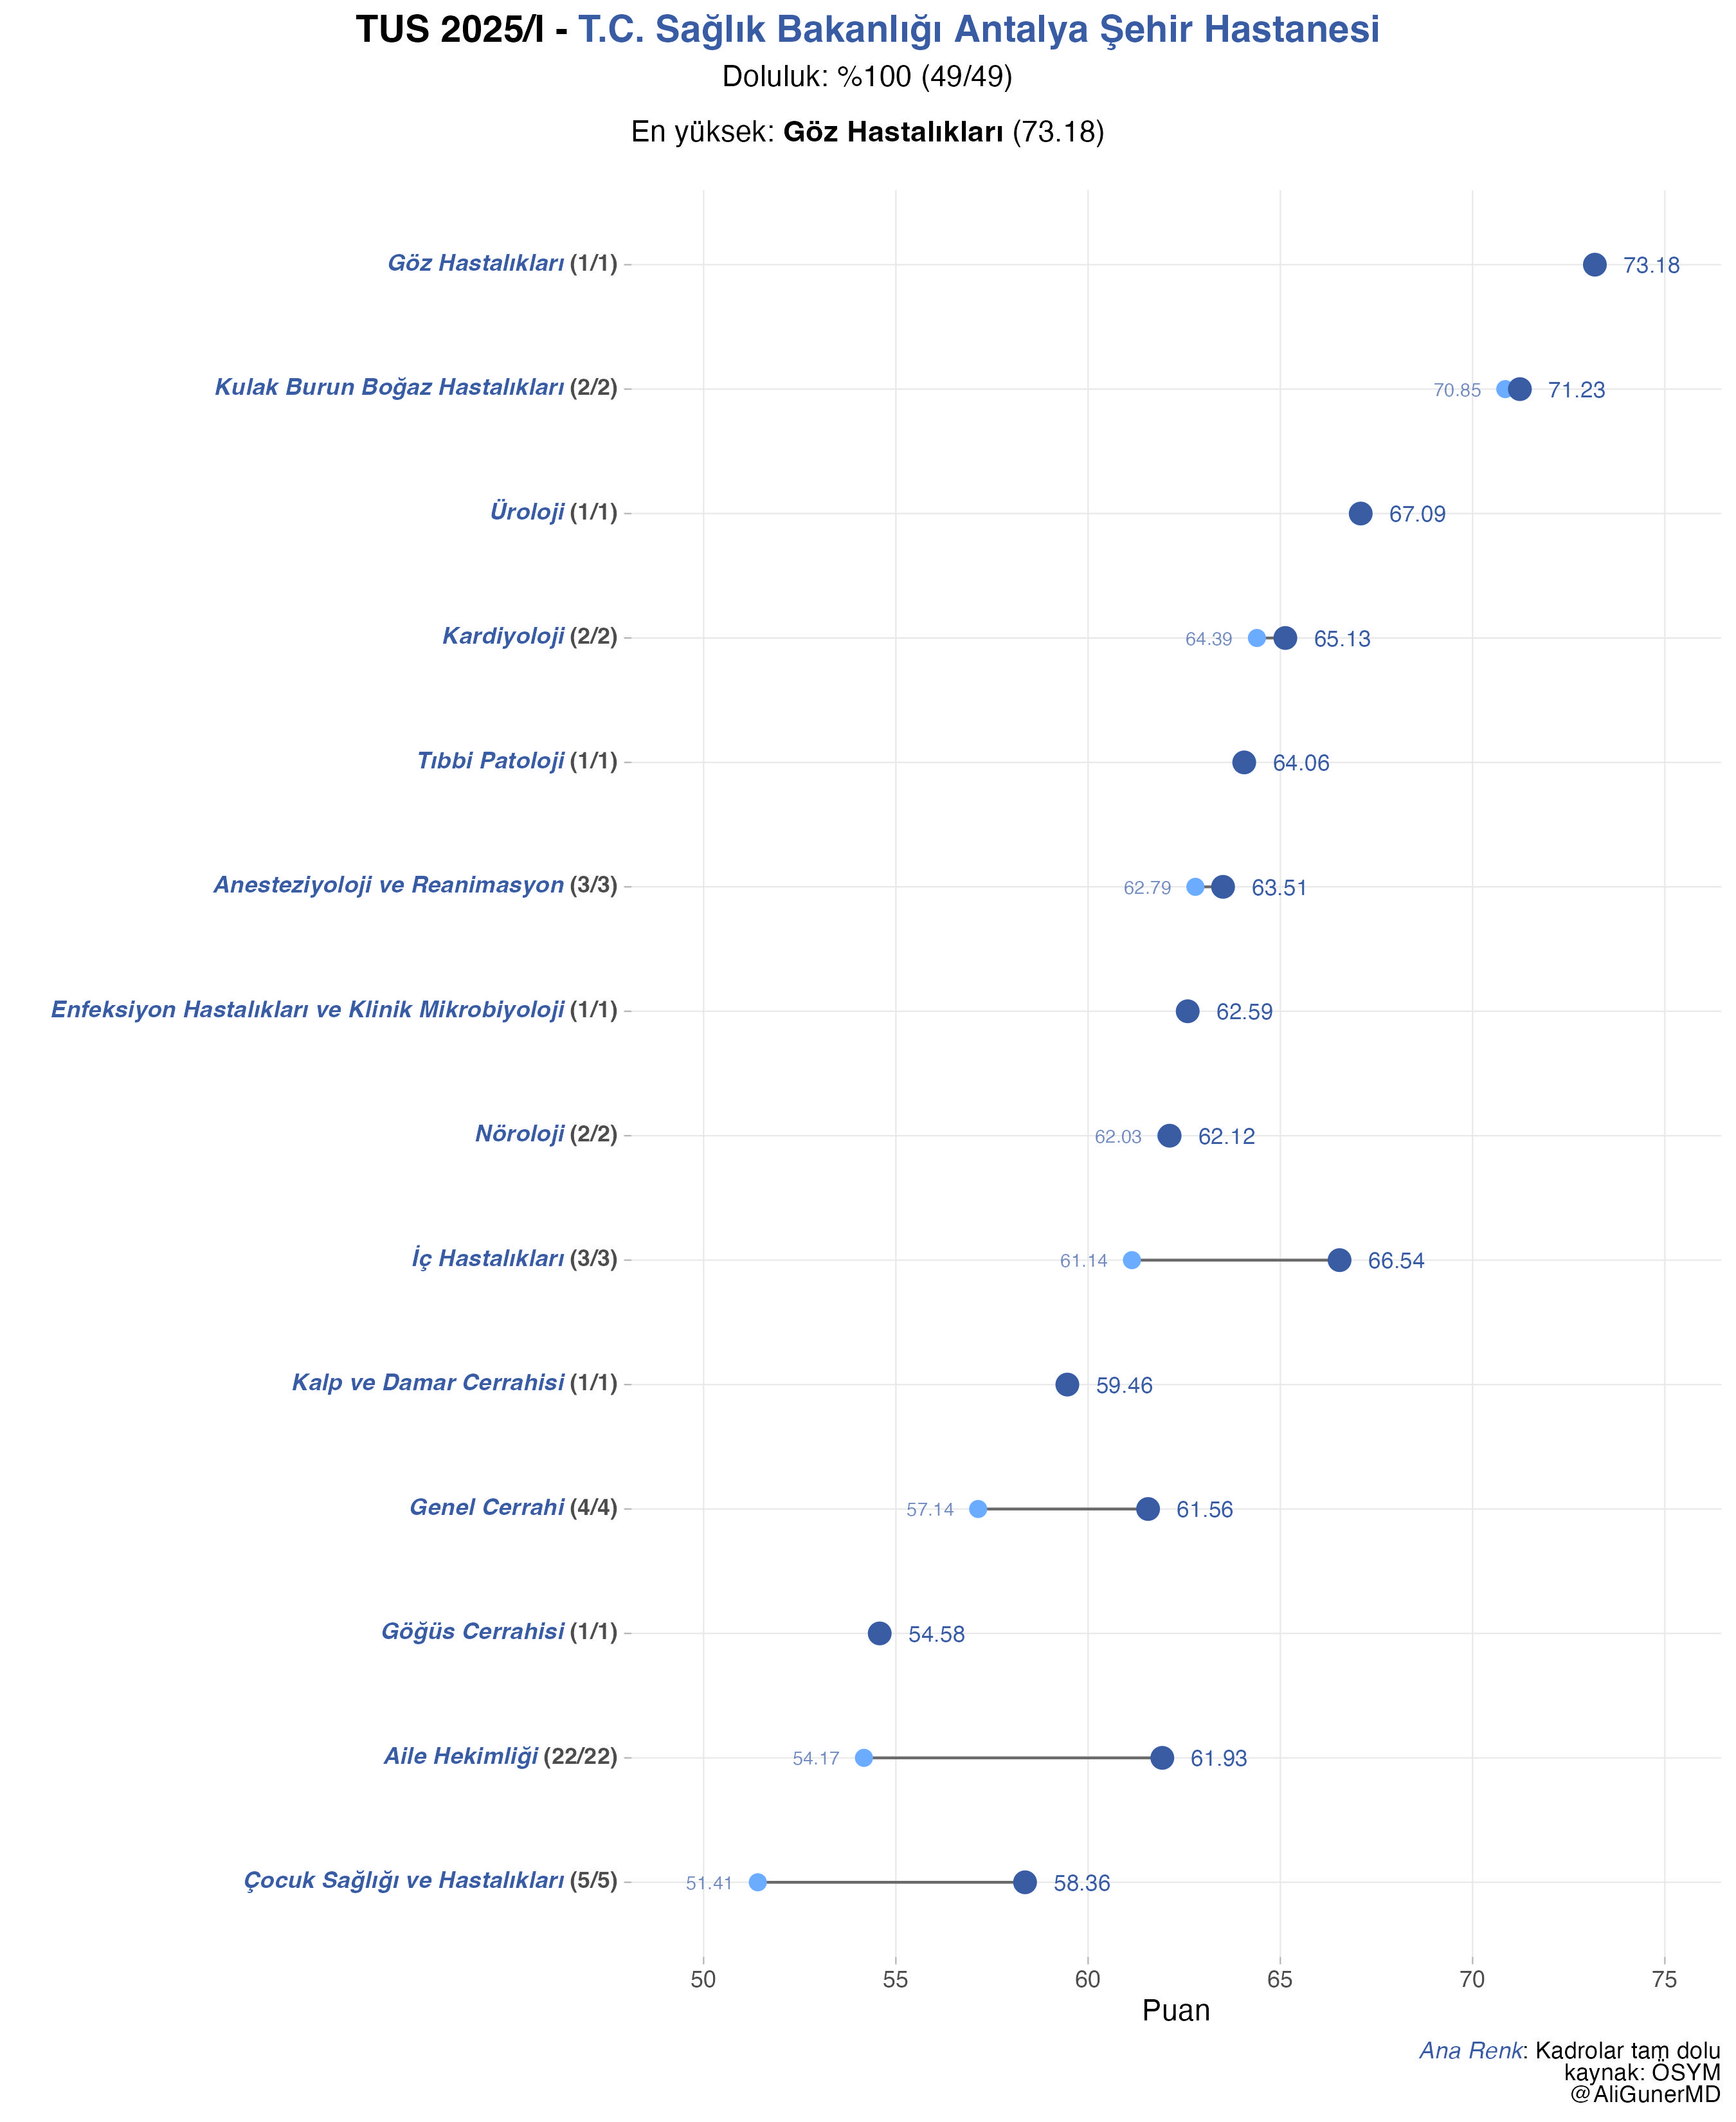 TUS 2025/I - T.C. Sağlık Bakanlığı Antalya Şehir Hastanesi
Doluluk: %100 (49/49)
En yüksek: Göz Hastalıkları (73.18)
Göz Hastalıkları (1/1) 73.18
Kulak Burun Boğaz Hastalıkları (2/2) 70.85 71.23
Üroloji (1/1) 67.09
Kardiyoloji (2/2) 64.39 65.13
Tıbbi Patoloji (1/1) 64.06
Anesteziyoloji ve Reanimasyon (3/3) 62.79 63.51
Enfeksiyon Hastalıkları ve Klinik Mikrobiyoloji (1/1) 62.59
Nöroloji (2/2) 62.03 62.12
İç Hastalıkları (3/3) 61.14 66.54
Kalp ve Damar Cerrahisi (1/1) 59.46
Genel Cerrahi (4/4) 57.14 61.56
Göğüs Cerrahisi (1/1) 54.58
Aile Hekimliği (22/22) 54.17 61.93
Çocuk Sağlığı ve Hastalıkları (5/5) 51.41 58.36
50 55 60 65 70 75
Puan
Ana Renk: Kadrolar tam dolu
kaynak: ÖSYM
@AliGunerMD